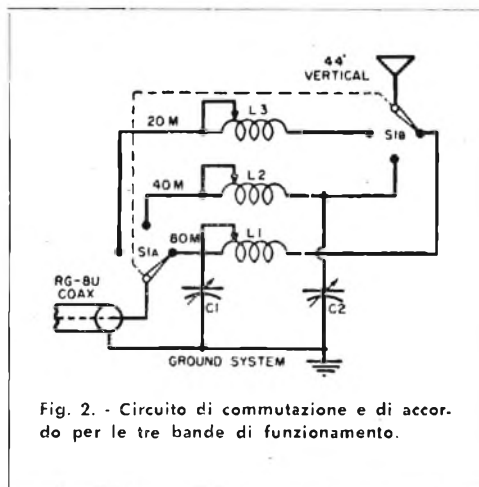 44'
VERTICAL
L3
20 M
S1B
L2
40 M
L1
80M
S1A
RG-8U
COAX
C1
C2
GROUND SYSTEM
Fig. 2. - Circuito di commutazione e di accor-
do per le tre bande di funzionamento.